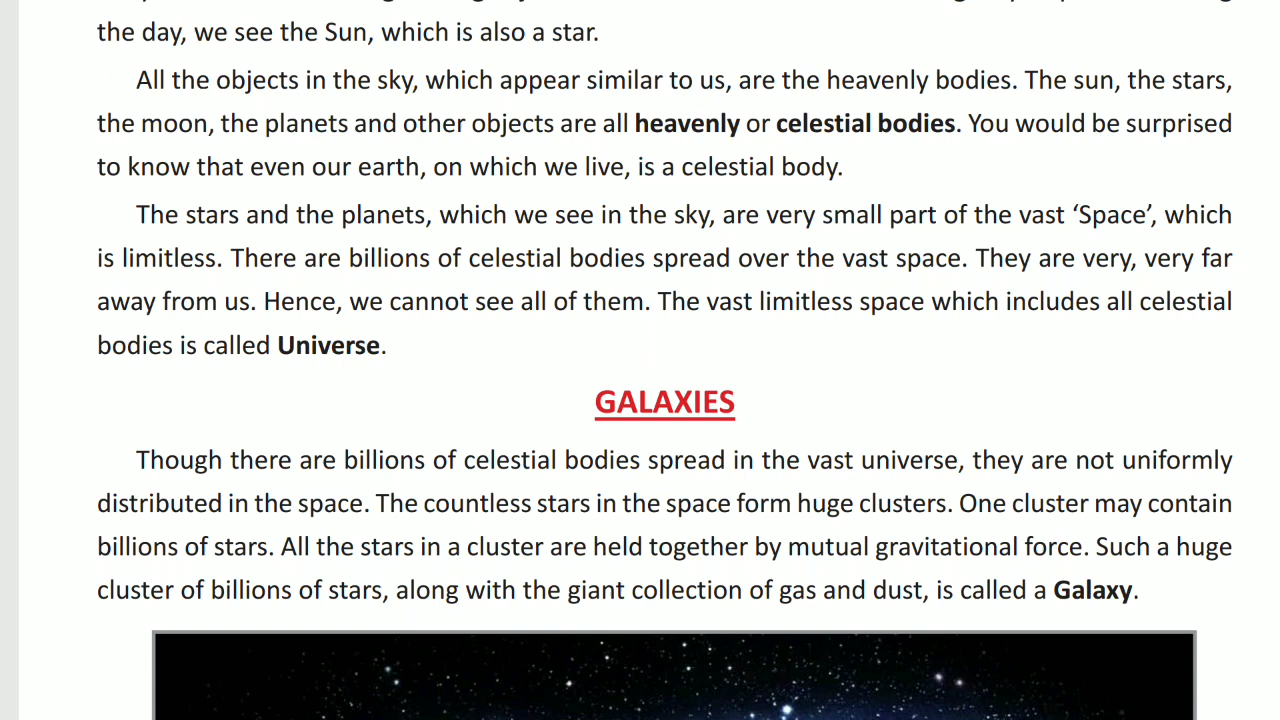 the day, we see the Sun, which is also a star.
All the objects in the sky, which appear similar to us, are the heavenly bodies. The sun, the stars,
the moon, the planets and other objects are all heavenly or celestial bodies. You would be surprised
to know that even our earth, on which we live, is a celestial body.
The stars and the planets, which we see in the sky, are very small part of the vast ‘Space’, which
is limitless. There are billions of celestial bodies spread over the vast space. They are very, very far
away from us. Hence, we cannot see all of them. The vast limitless space which includes all celestial
bodies is called Universe.
GALAXIES
Though there are billions of celestial bodies spread in the vast universe, they are not uniformly
distributed in the space. The countless stars in the space form huge clusters. One cluster may contain
billions of stars. All the stars in a cluster are held together by mutual gravitational force. Such a huge
cluster of billions of stars, along with the giant collection of gas and dust, is called a Galaxy.